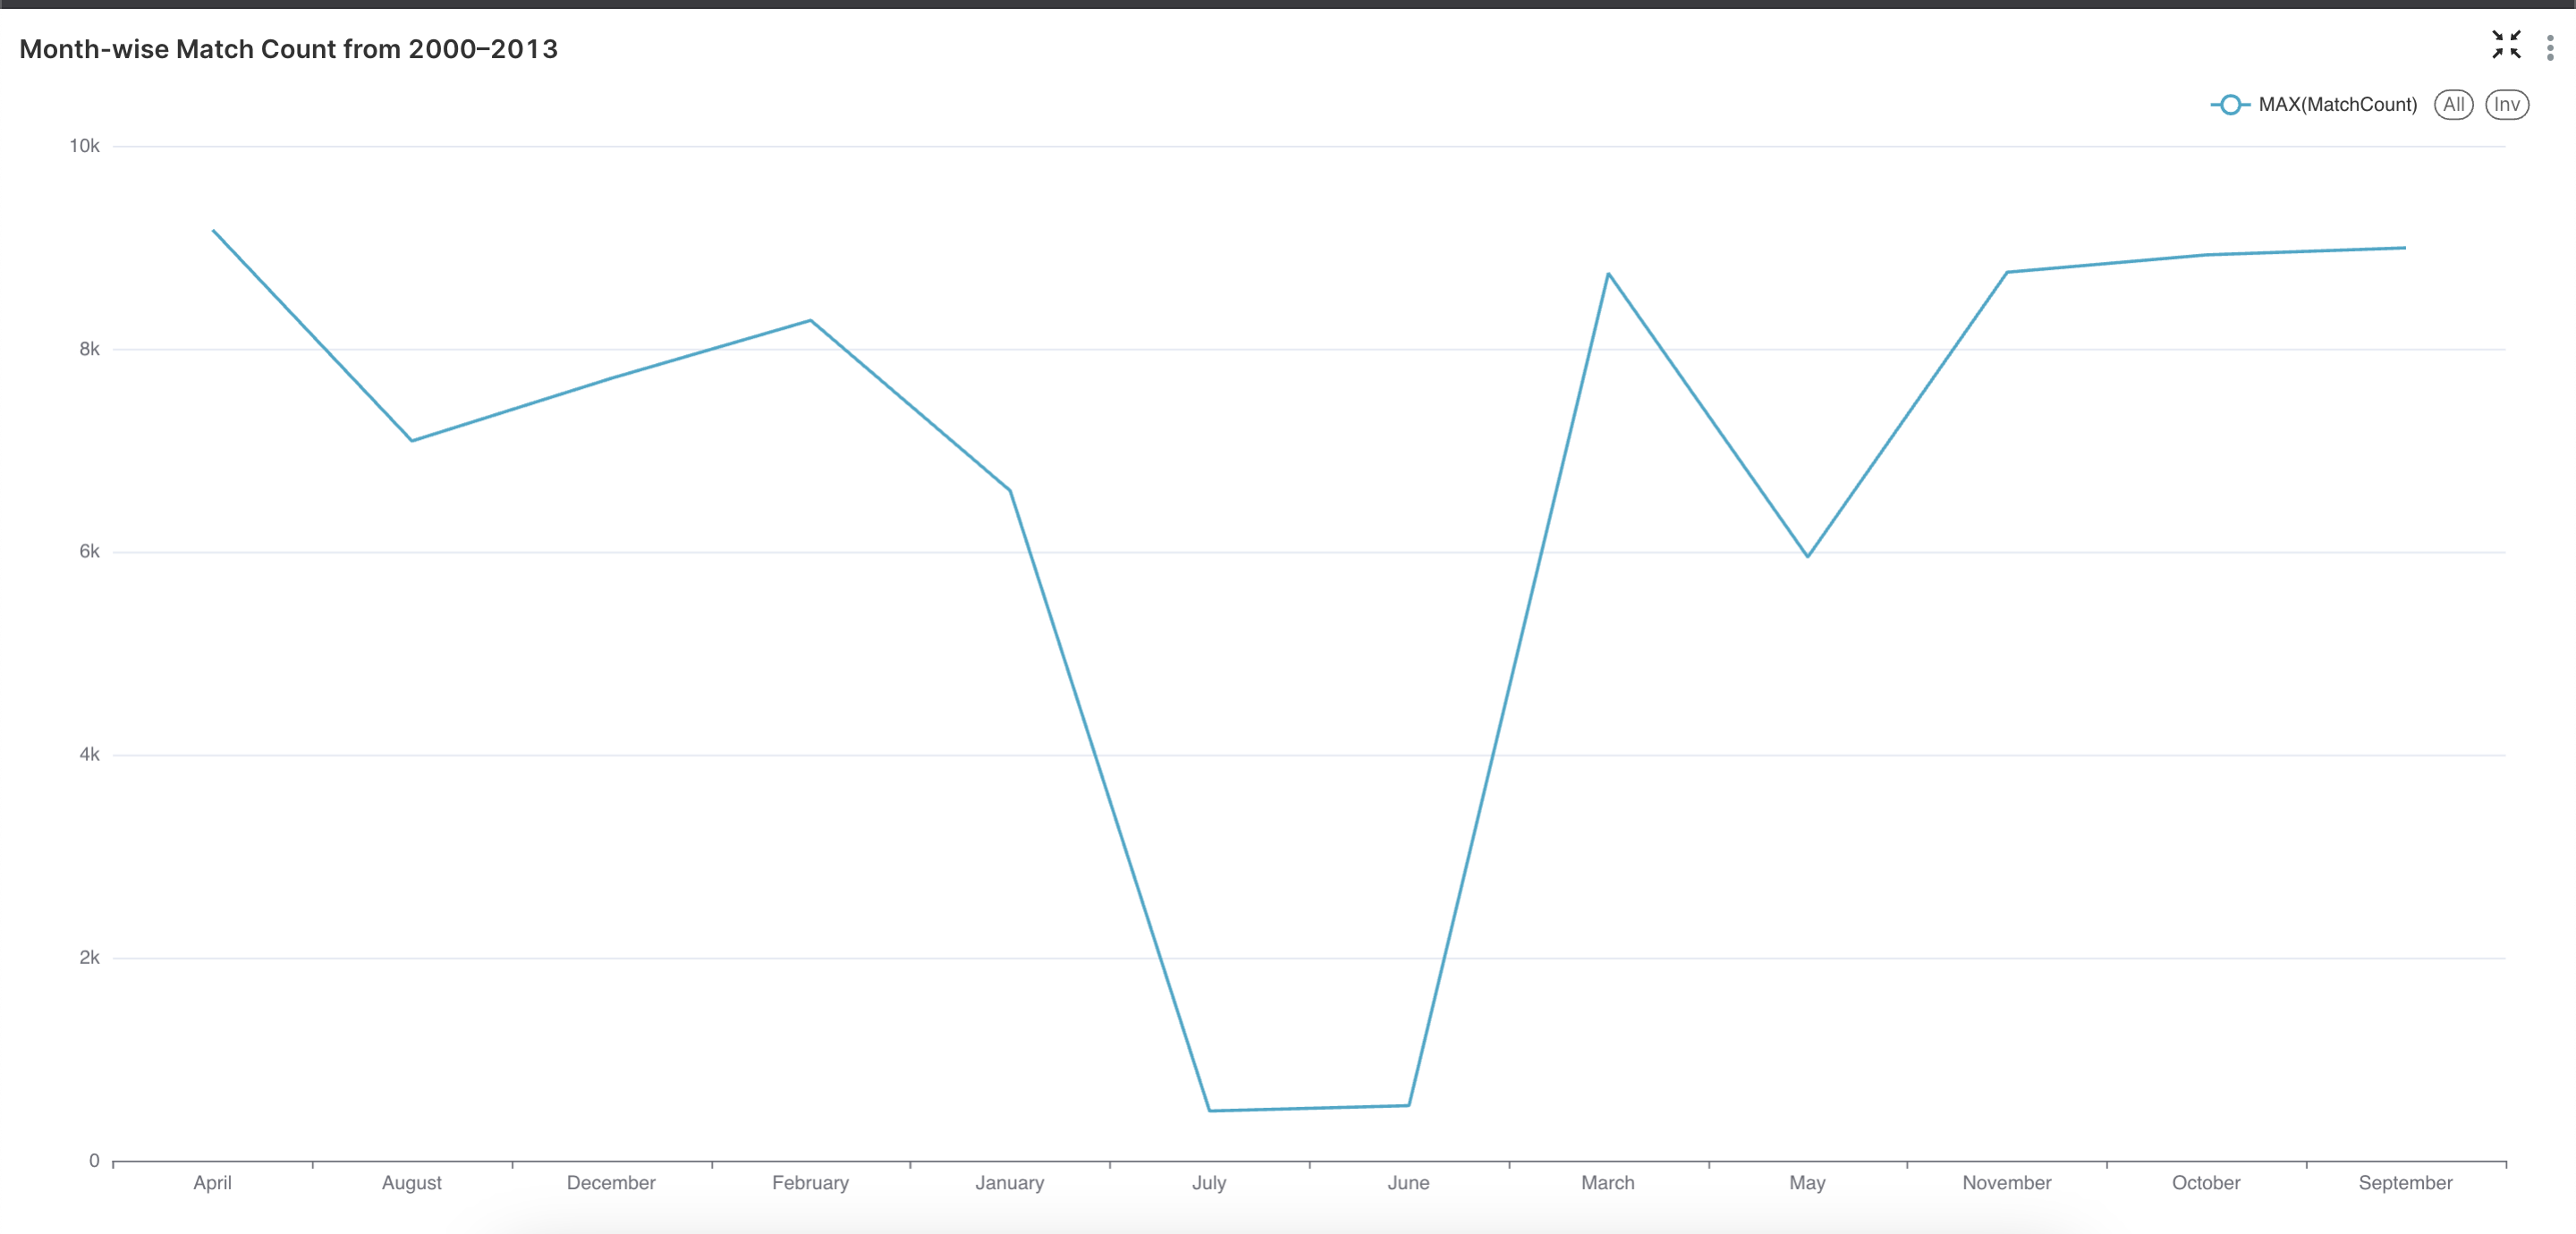 Month-wise Match Count from 2000–2013
MAX(MatchCount) All Inv
10k
8k
6k
4k
2k
0
April August December February January July June March May November October September